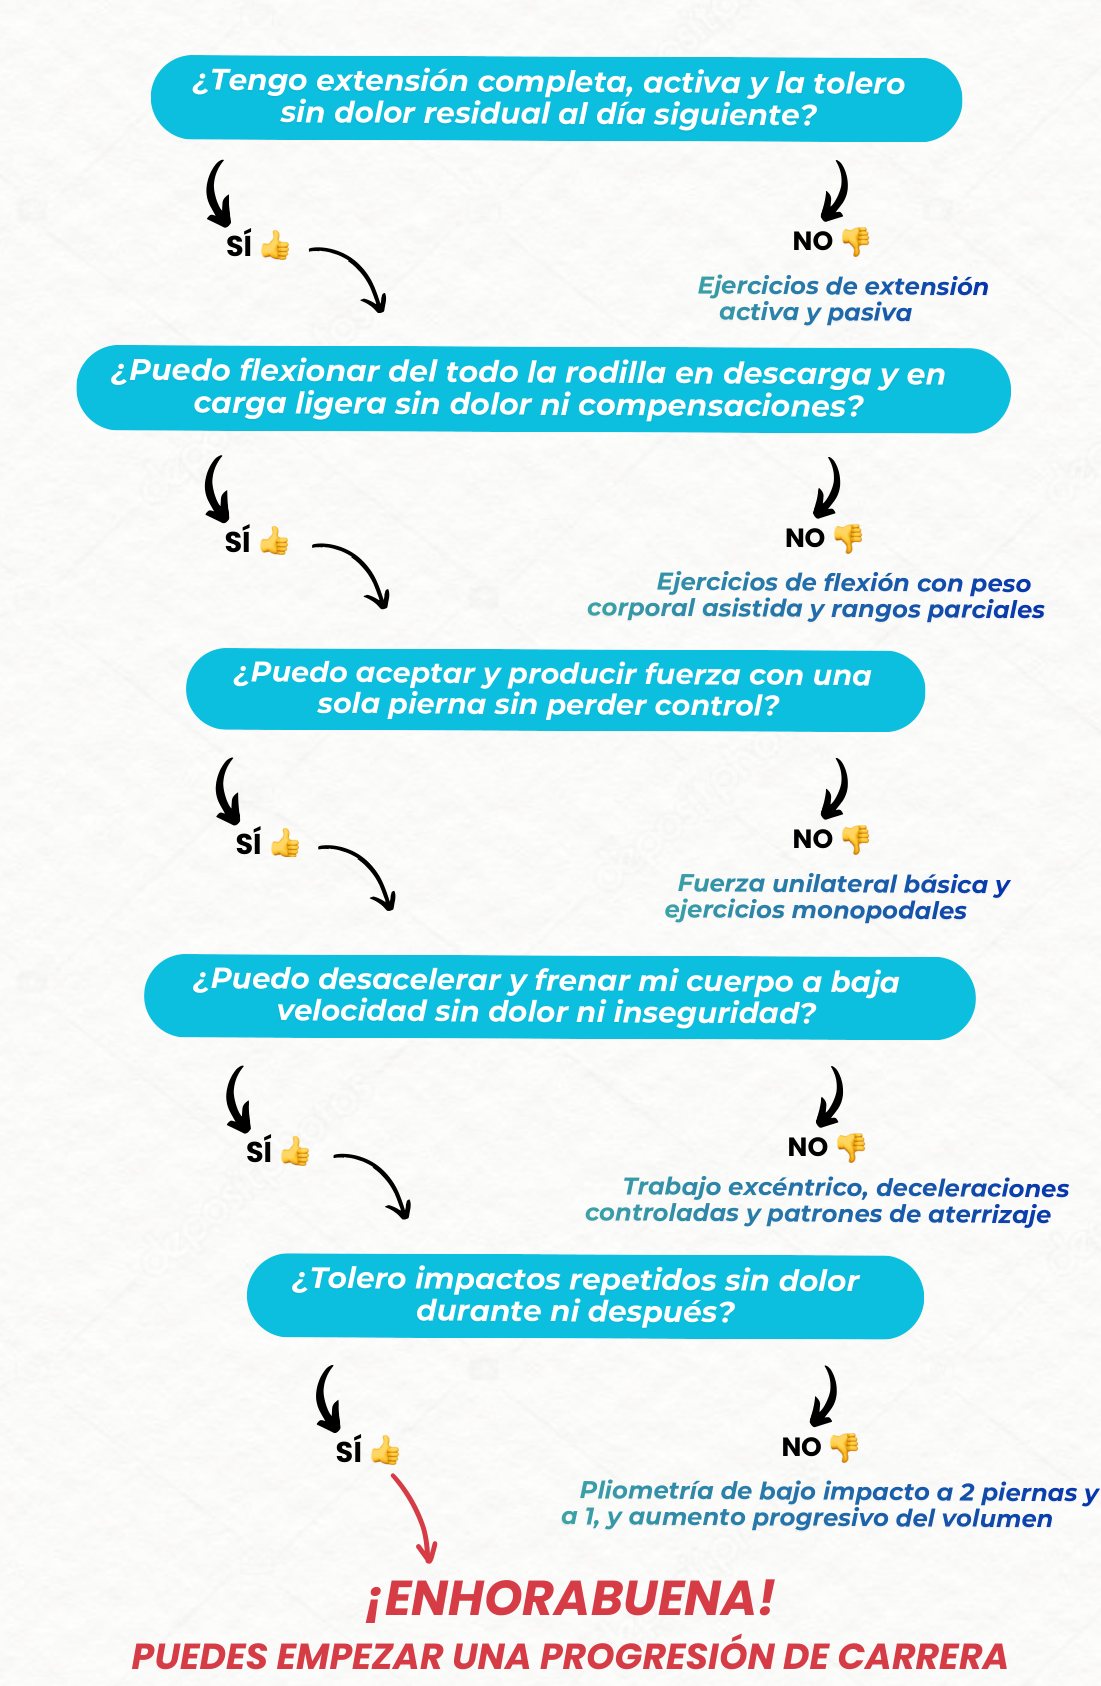 ¿Tengo extensión completa, activa y la tolero
sin dolor residual al día siguiente?
SÍ 👍
NO 👎
Ejercicios de extensión
activa y pasiva
¿Puedo flexionar del todo la rodilla en descarga y en
carga ligera sin dolor ni compensaciones?
SÍ 👍
NO 👎
Ejercicios de flexión con peso
corporal asistida y rangos parciales
¿Puedo aceptar y producir fuerza con una
sola pierna sin perder control?
SÍ 👍
NO 👎
Fuerza unilateral básica y
ejercicios monopodales
¿Puedo desacelerar y frenar mi cuerpo a baja
velocidad sin dolor ni inseguridad?
SÍ 👍
NO 👎
Trabajo excéntrico, deceleraciones
controladas y patrones de aterrizaje
¿Tolero impactos repetidos sin dolor
durante ni después?
SÍ 👍
NO 👎
Pliometría de bajo impacto a 2 piernas y
a 1, y aumento progresivo del volumen
¡ENHORABUENA!
PUEDES EMPEZAR UNA PROGRESIÓN DE CARRERA